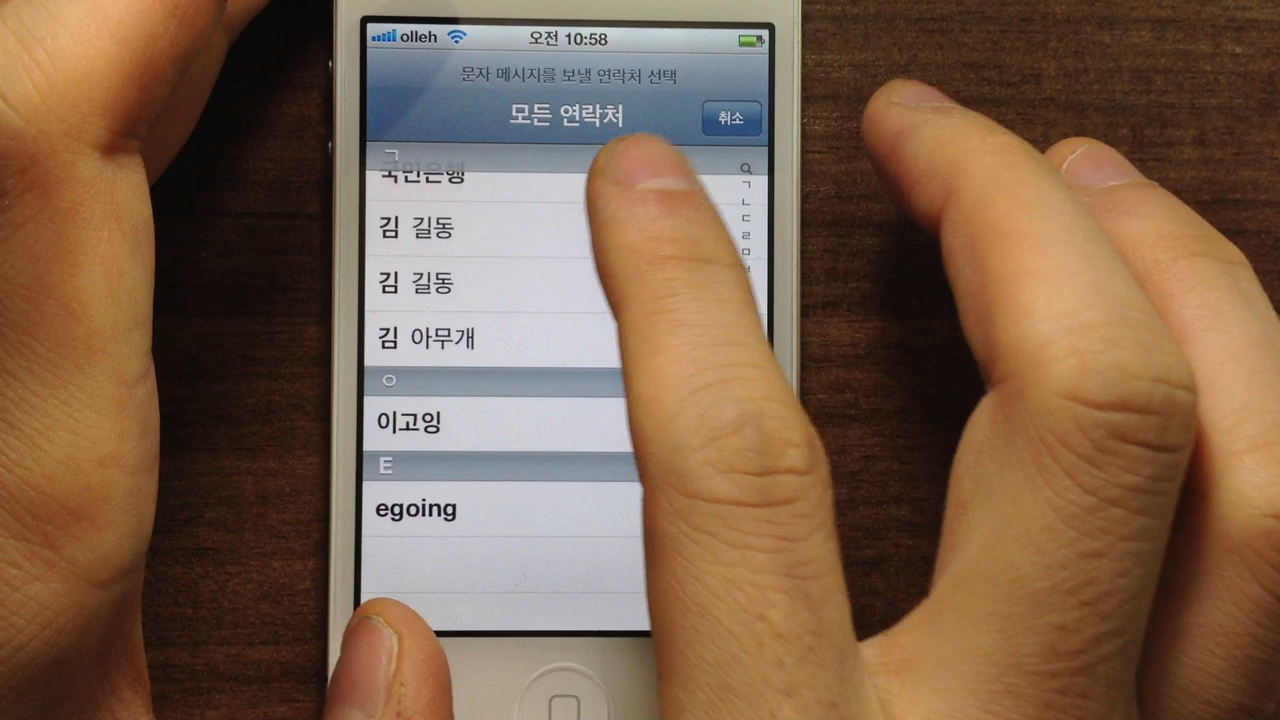 olleh 오전 10:58
문자 메시지를 보낼 연락처 선택
모든 연락처 취소
ㄱ
국민은행
김 길동
김 길동
김 아무개
ㅇ
이고잉
E
egoing
ㄱ
ㄴ
ㄷ
ㄹ
ㅁ